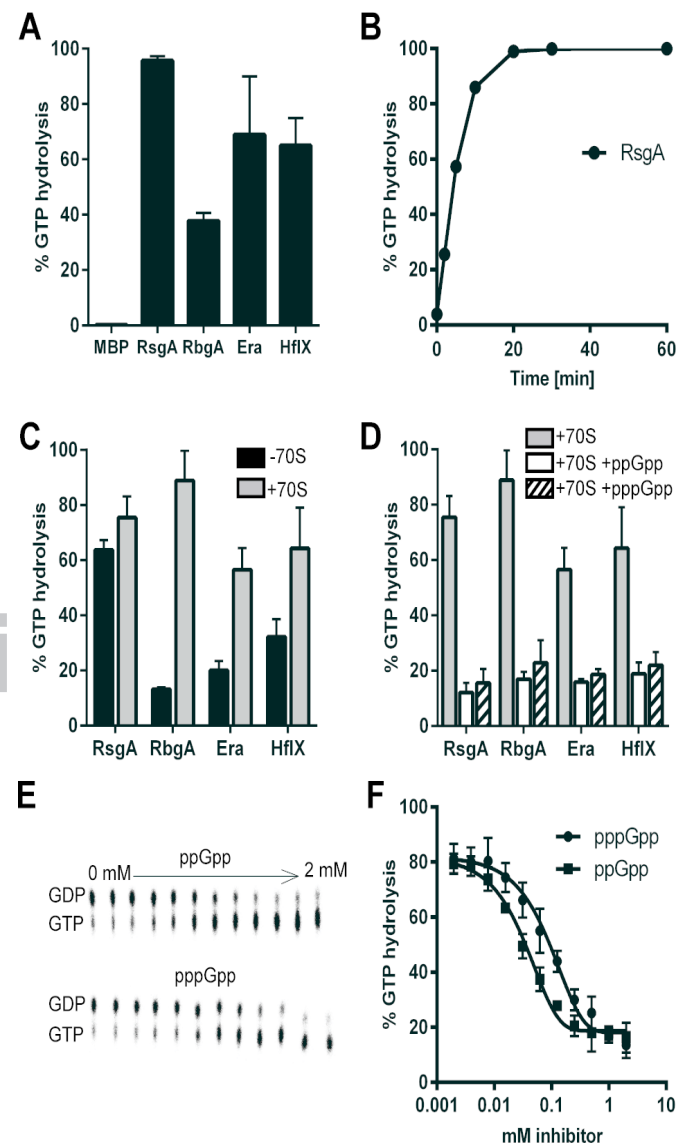 A
% GTP hydrolysis
100
80
60
40
20
0
MBP RsgA RbgA Era HflX
B
% GTP hydrolysis
100
80
60
40
20
0
RsgA
0 20 40 60
Time [min]
C
% GTP hydrolysis
100
80
60
40
20
0
-70S
+70S
RsgA RbgA Era HflX
D
% GTP hydrolysis
100
80
60
40
20
0
+70S
+70S +ppGpp
+70S +pppGpp
RsgA RbgA Era HflX
E
ppGpp
0 mM 2 mM
GDP
GTP
pppGpp
GDP
GTP
F
% GTP hydrolysis
100
80
60
40
20
0
pppGpp
ppGpp
0.001 0.01 0.1 1 10
mM inhibitor